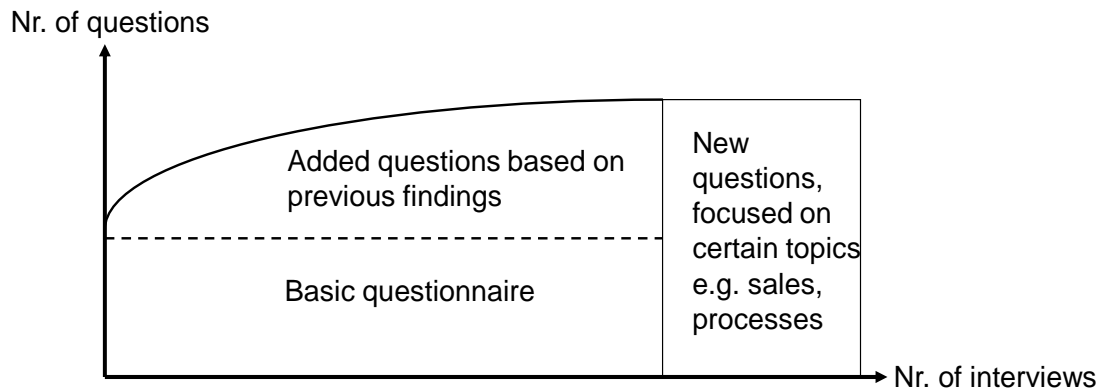 Nr. of questions
Added questions based on
previous findings
Basic questionnaire
New
questions,
focused on
certain topics
e.g. sales,
processes
Nr. of interviews